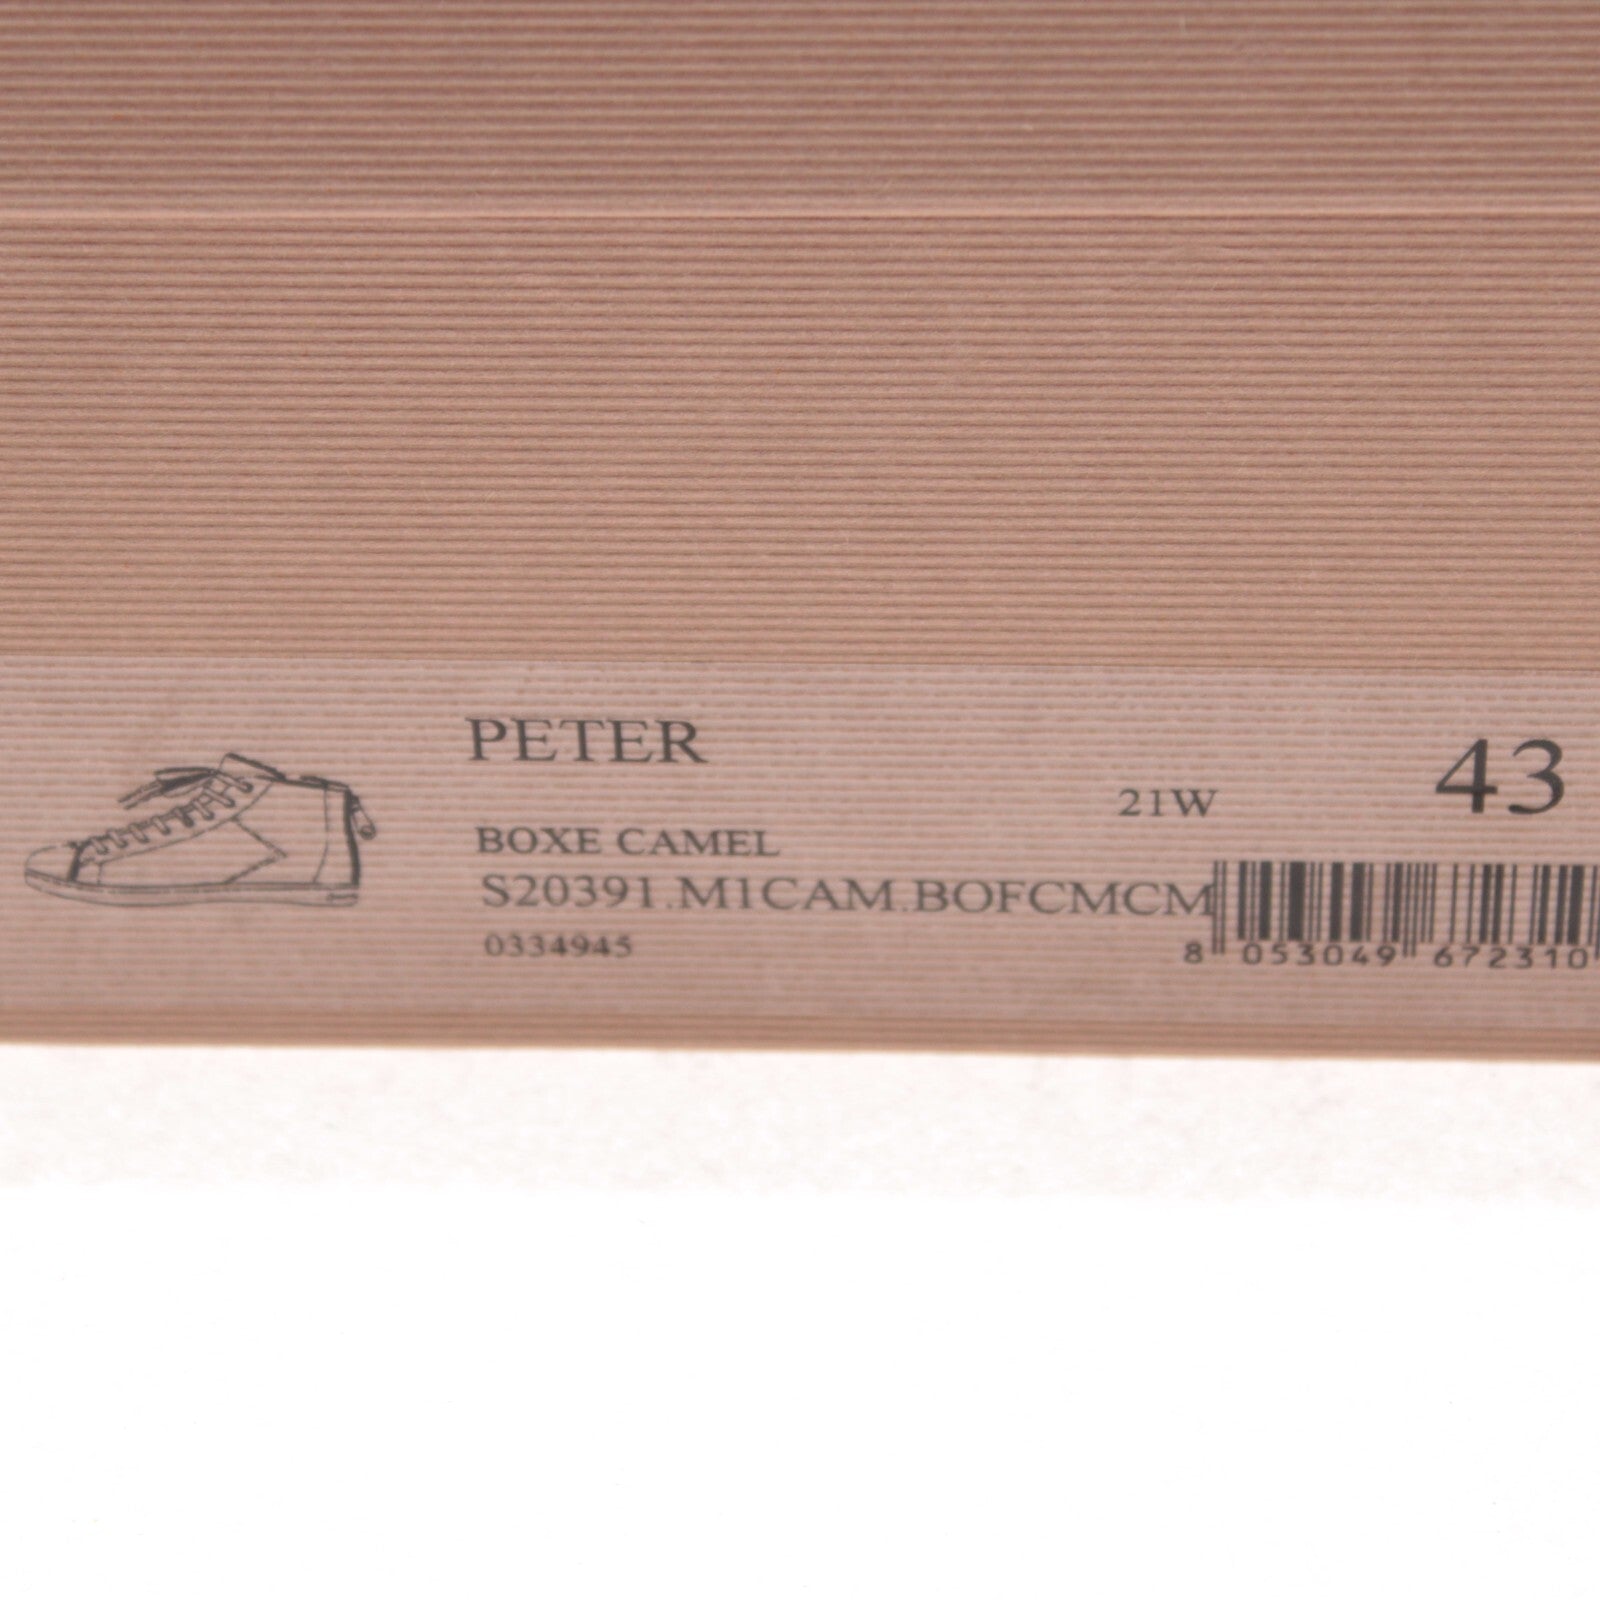 PETER
21W
43
BOXE CAMEL
S20391.M1CAM.BOFCMCM
0334945
8 053049 672310